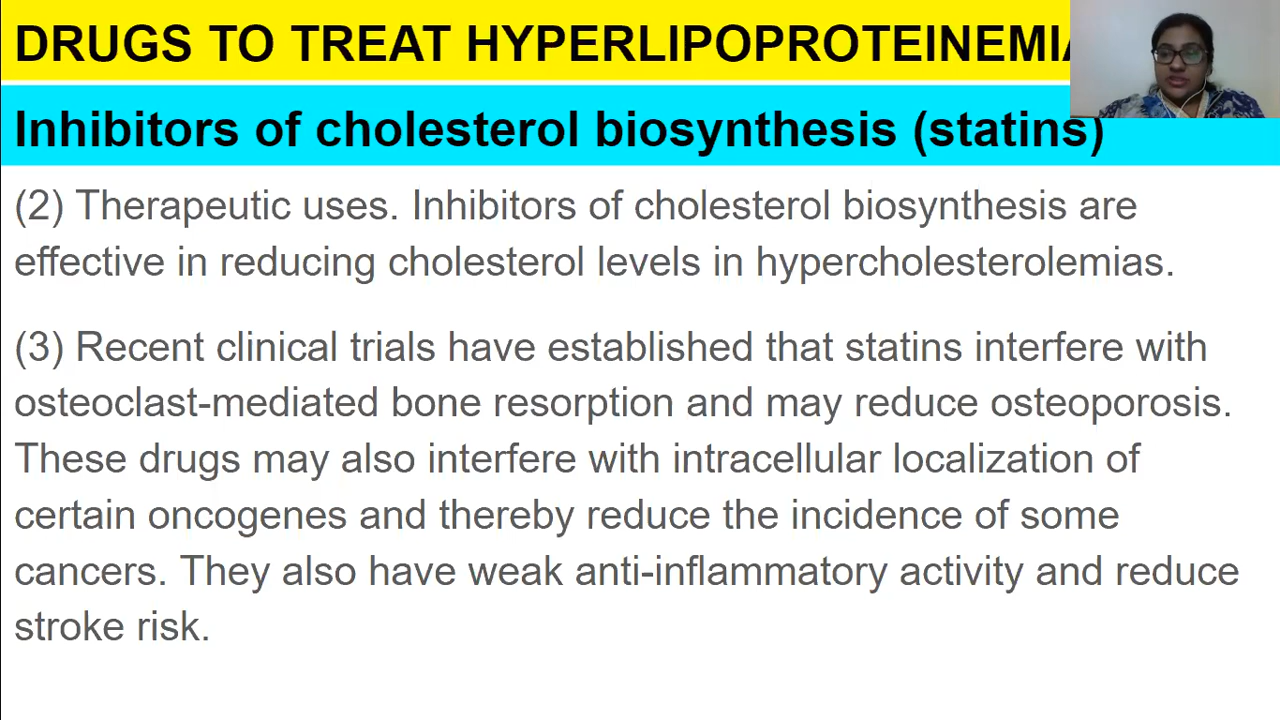 DRUGS TO TREAT HYPERLIPOPROTEINEMIA
Inhibitors of cholesterol biosynthesis (statins)
(2) Therapeutic uses. Inhibitors of cholesterol biosynthesis are
effective in reducing cholesterol levels in hypercholesterolemias.
(3) Recent clinical trials have established that statins interfere with
osteoclast-mediated bone resorption and may reduce osteoporosis.
These drugs may also interfere with intracellular localization of
certain oncogenes and thereby reduce the incidence of some
cancers. They also have weak anti-inflammatory activity and reduce
stroke risk.